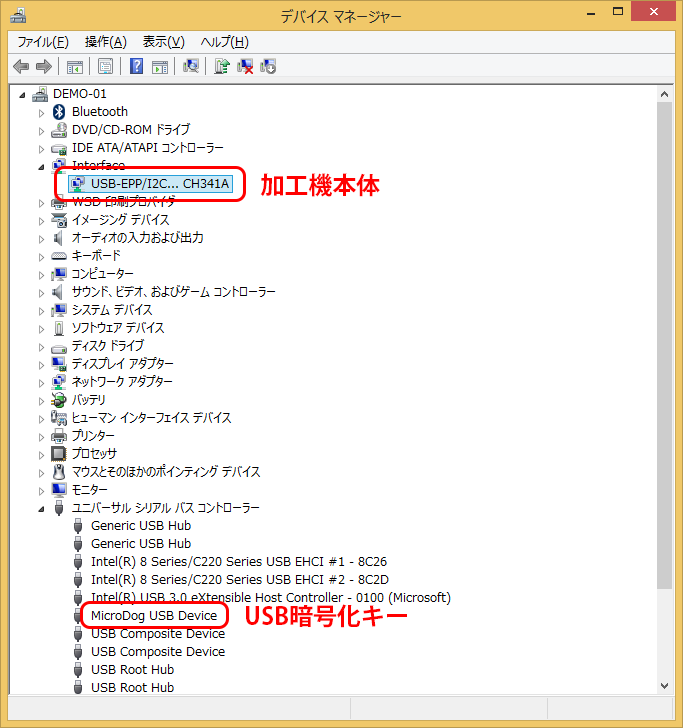 デバイス マネージャー
ファイル(F) 操作(A) 表示(V) ヘルプ(H)
DEMO-01
Bluetooth
DVD/CD-ROM ドライブ
IDE ATA/ATAPI コントローラー
Interface
USB-EPP/I2C... CH341A 加工機本体
WSD 印刷プロバイダー
イメージング デバイス
オーディオの入力および出力
キーボード
コンピューター
サウンド、ビデオ、およびゲーム コントローラー
システム デバイス
ソフトウェア デバイス
ディスク ドライブ
ディスプレイ アダプター
ネットワーク アダプター
バッテリ
ヒューマン インターフェイス デバイス
プリンター
プロセッサ
マウスとそのほかのポインティング デバイス
モニター
ユニバーサル シリアル バス コントローラー
Generic USB Hub
Generic USB Hub
Intel(R) 8 Series/C220 Series USB EHCI #1 - 8C26
Intel(R) 8 Series/C220 Series USB EHCI #2 - 8C2D
Intel(R) USB 3.0 eXtensible Host Controller - 0100 (Microsoft)
MicroDog USB Device USB暗号化キー
USB Composite Device
USB Composite Device
USB Root Hub
USB Root Hub